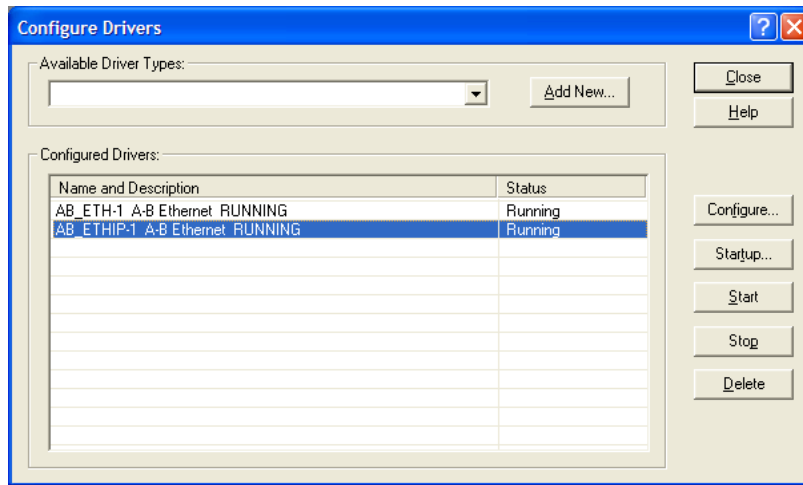 Configure Drivers
Available Driver Types:
Add New...
Close
Help
Configured Drivers:
Name and Description Status
AB_ETH-1 A-B Ethernet RUNNING Running
AB_ETHIP-1 A-B Ethernet RUNNING Running
Configure...
Startup...
Start
Stop
Delete